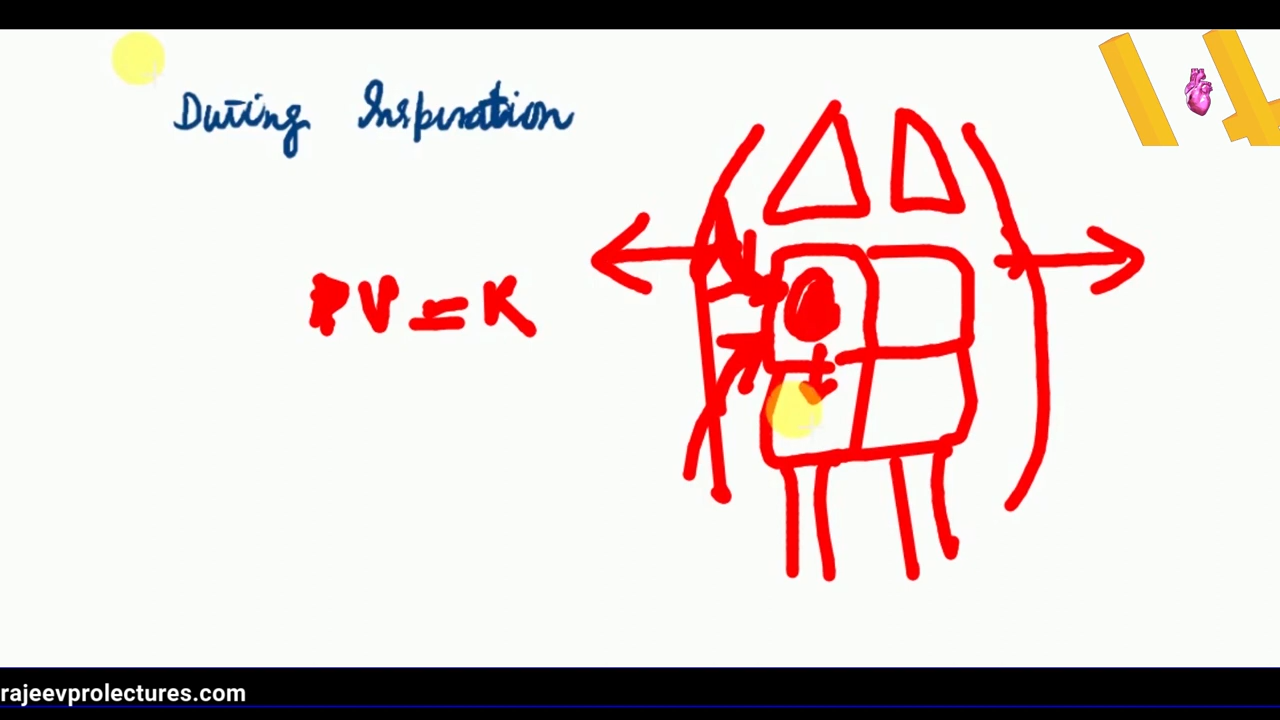 During Inspiration
PV = K
rajeevprolectures.com